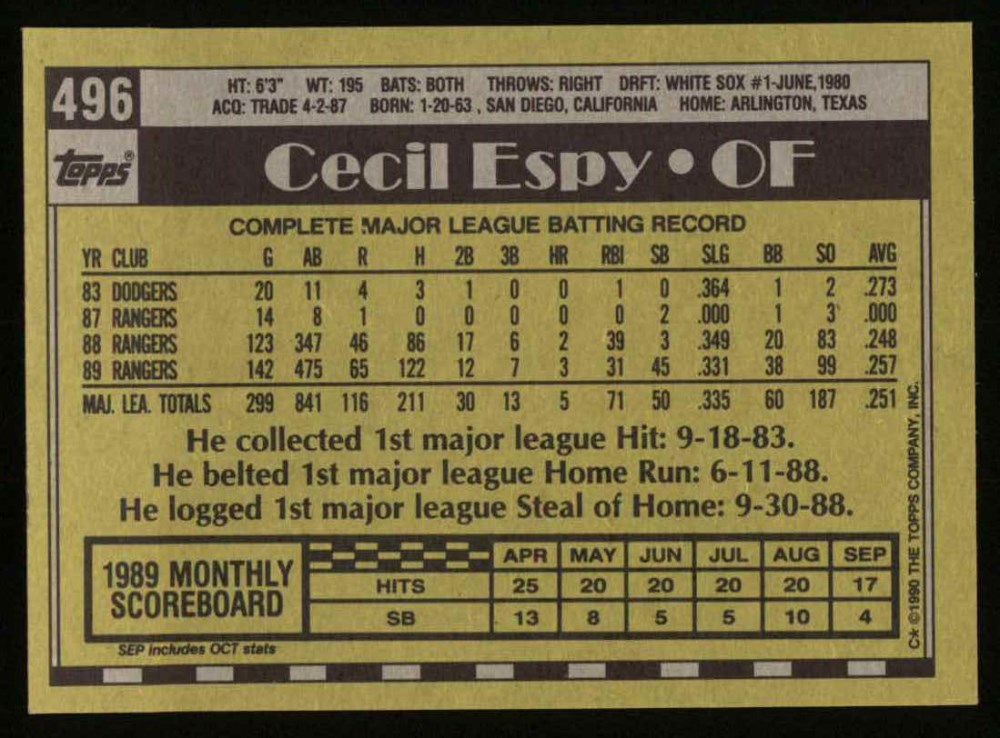 496
HT: 6'3" WT: 195 BATS: BOTH THROWS: RIGHT DRFT: WHITE SOX #1-JUNE,1980
ACQ: TRADE 4-2-87 BORN: 1-20-63 , SAN DIEGO, CALIFORNIA HOME: ARLINGTON, TEXAS
topps®
Cecil Espy • OF
COMPLETE MAJOR LEAGUE BATTING RECORD
YR CLUB G AB R H 2B 3B HR RBI SB SLG BB SO AVG
83 DODGERS 20 11 4 3 1 0 0 1 0 .364 1 2 .273
87 RANGERS 14 8 1 0 0 0 0 0 2 .000 1 3 .000
88 RANGERS 123 347 46 86 17 6 2 39 3 .349 20 83 .248
89 RANGERS 142 475 65 122 12 7 3 31 45 .331 38 99 .257
MAJ. LEA. TOTALS 299 841 116 211 30 13 5 71 50 .335 60 187 .251
He collected 1st major league Hit: 9-18-83.
He belted 1st major league Home Run: 6-11-88.
He logged 1st major league Steal of Home: 9-30-88.
1989 MONTHLY
SCOREBOARD
APR MAY JUN JUL AUG SEP
HITS 25 20 20 20 20 17
SB 13 8 5 5 10 4
SEP includes OCT stats
C* ©1990 THE TOPPS COMPANY, INC.